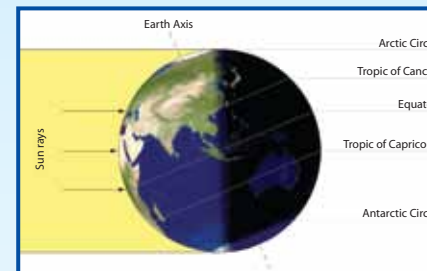 Earth Axis
Arctic Circ
Tropic of Canc
Equat
Sun rays
Tropic of Caprico
Antarctic Circ